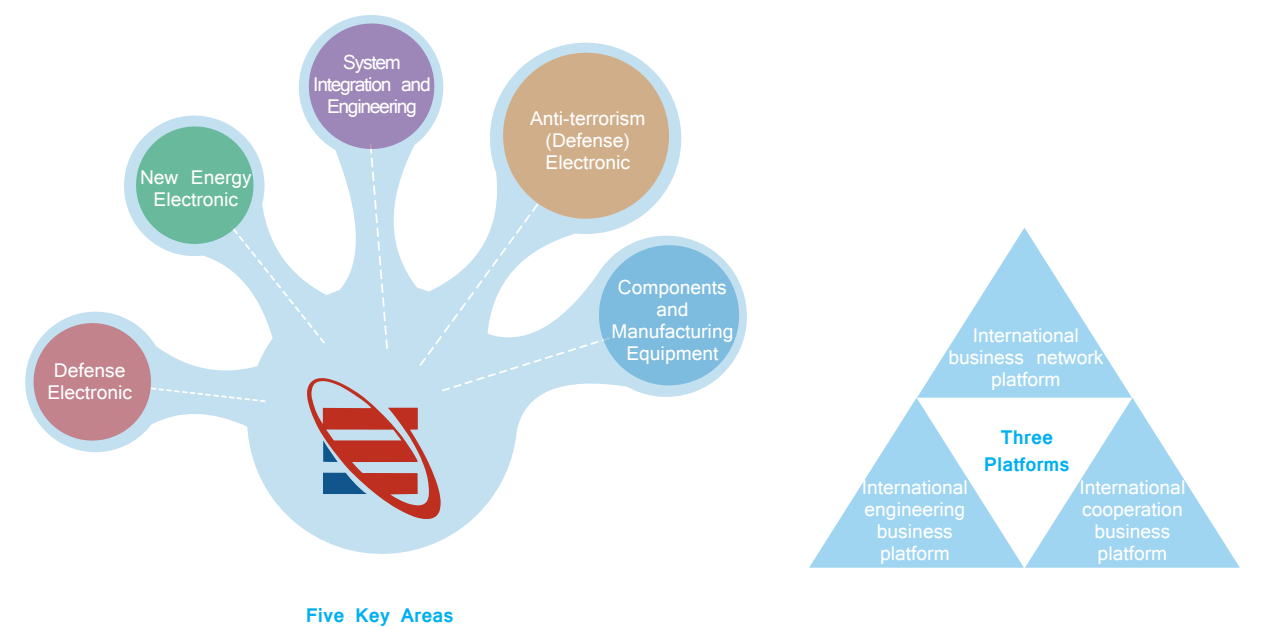 System
Integration and
Engineering
Anti-terrorism
(Defense)
Electronic
New Energy
Electronic
Components
and
Manufacturing
Equipment
Defense
Electronic
Five Key Areas
International
business network
platform
Three
Platforms
International
engineering
business
platform
International
cooperation
business
platform